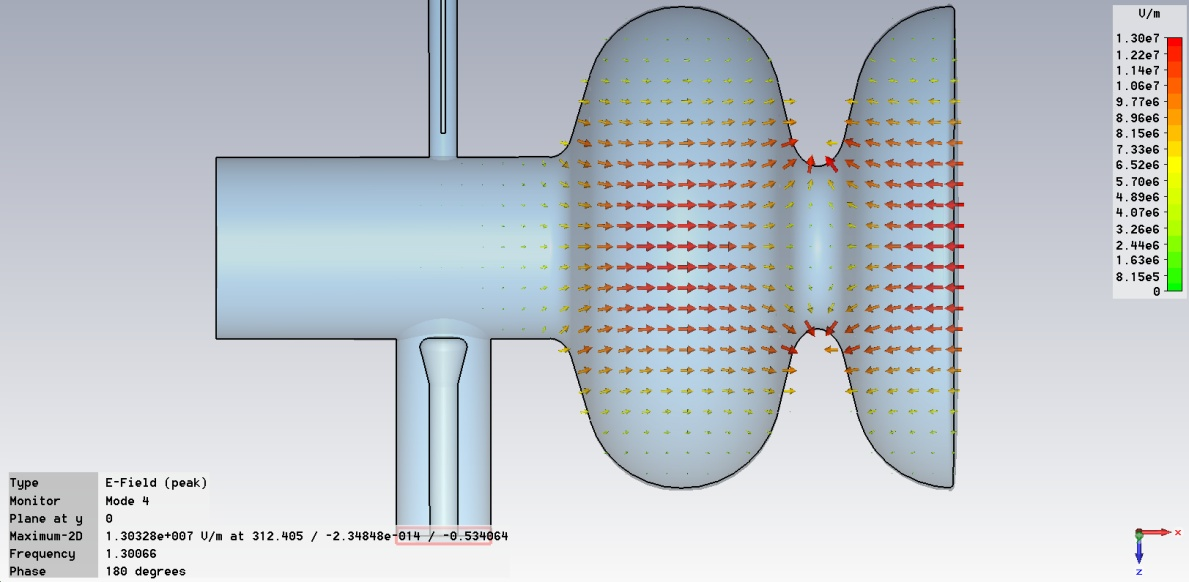 V/m
1.30e7
1.22e7
1.14e7
1.06e7
9.77e6
8.96e6
8.15e6
7.33e6
6.52e6
5.70e6
4.89e6
4.07e6
3.26e6
2.44e6
1.63e6
8.15e5
0
Type E-Field (peak)
Monitor Mode 4
Plane at y 0
Maximum-2D 1.30328e+007 V/m at 312.405 / -2.34848e-014 / -0.534064
Frequency 1.30066
Phase 180 degrees
x
z